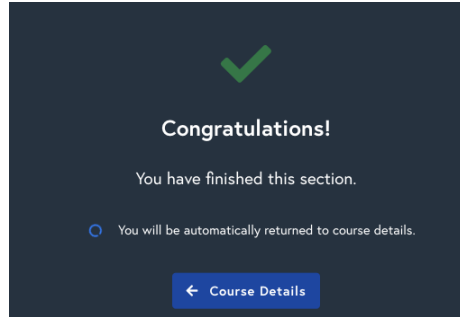 Congratulations!
You have finished this section.
You will be automatically returned to course details.
Course Details